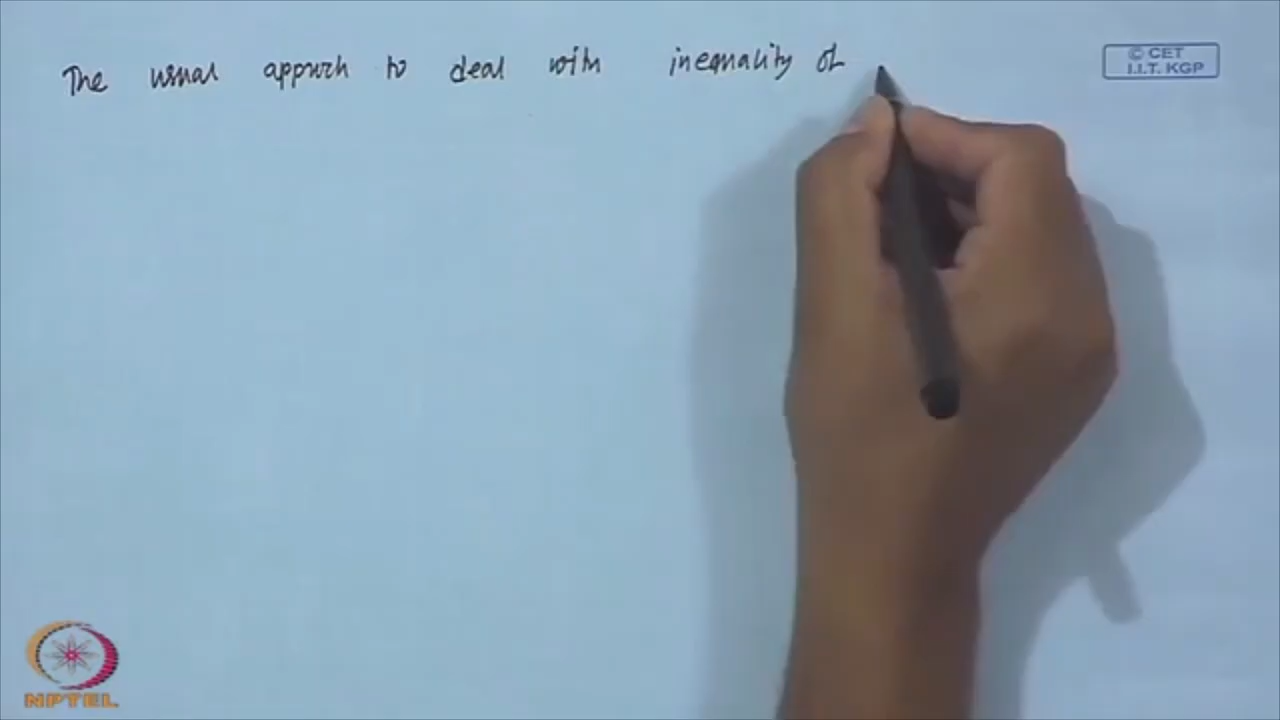 The usual approch to deal with inequality of
© CET
I.I.T. KGP
NPTEL